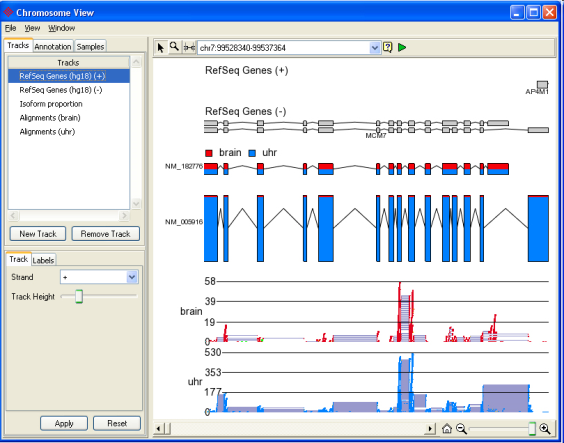 Chromosome View
File View Window
Tracks Annotation Samples
Tracks
RefSeq Genes (hg18) (+)
RefSeq Genes (hg18) (-)
Isoform proportion
Alignments (brain)
Alignments (uhr)
New Track Remove Track
Track Labels
Strand +
Track Height
Apply Reset
chr7:99528340-99537364
RefSeq Genes (+)
AP4M1
RefSeq Genes (-)
MCM7
brain uhr
NM_182776
NM_005916
58
39
brain
19
0
530
353
uhr
177
0